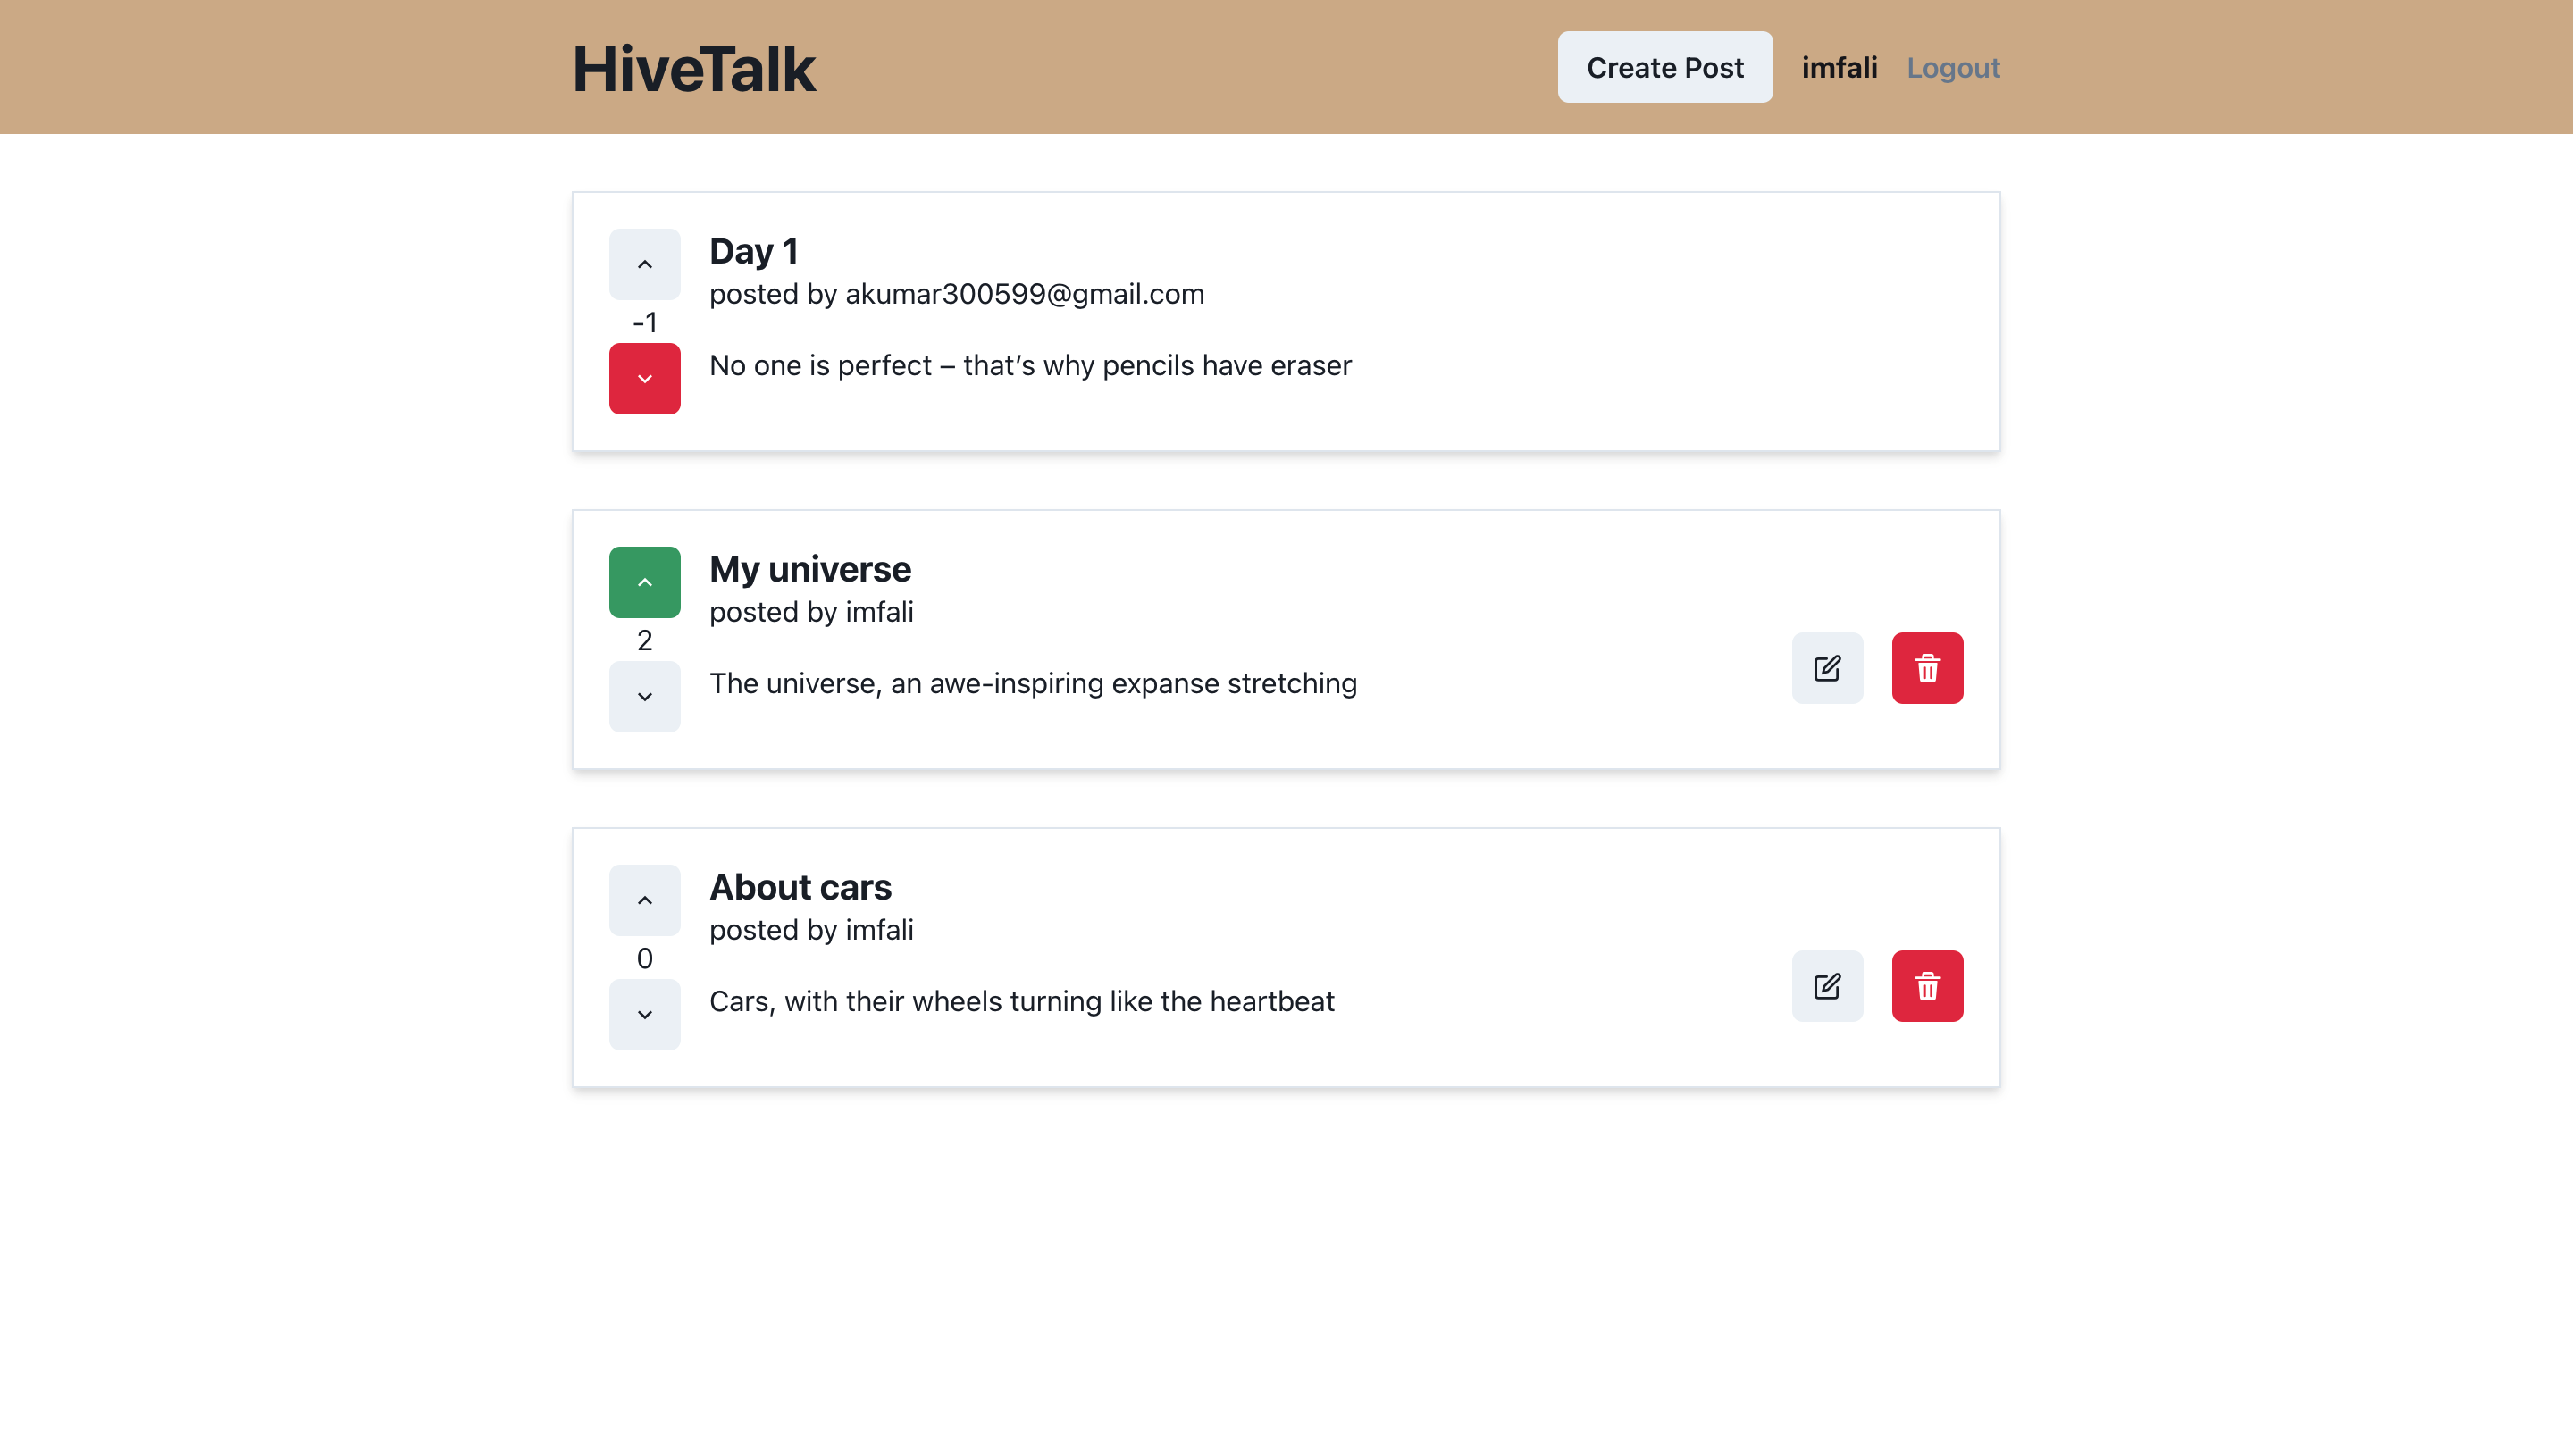 HiveTalk
Create Post
imfali
Logout
Day 1
posted by akumar300599@gmail.com
-1
No one is perfect – that’s why pencils have eraser
My universe
posted by imfali
2
The universe, an awe-inspiring expanse stretching
About cars
posted by imfali
0
Cars, with their wheels turning like the heartbeat